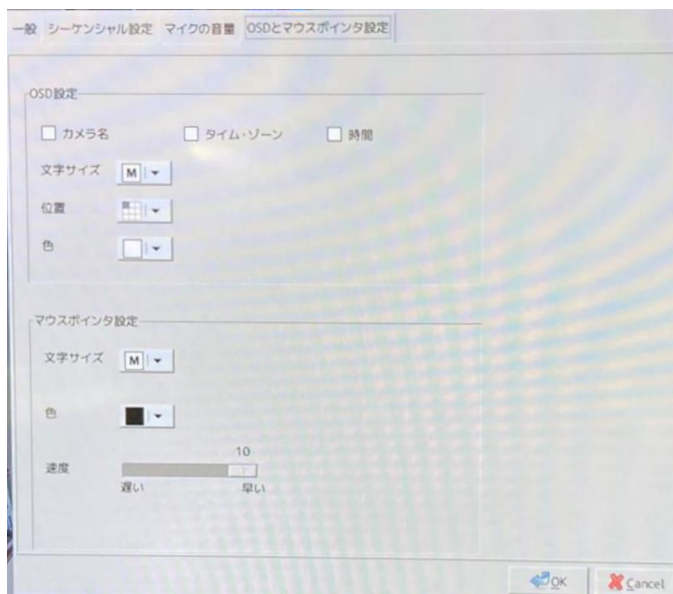 一般 シーケンシャル設定 マイクの音量 OSDとマウスポインタ設定
OSD設定
カメラ名 タイム・ゾーン 時間
文字サイズ M
位置
色
マウスポインタ設定
文字サイズ M
色
10
速度
遅い 早い
OK Cancel